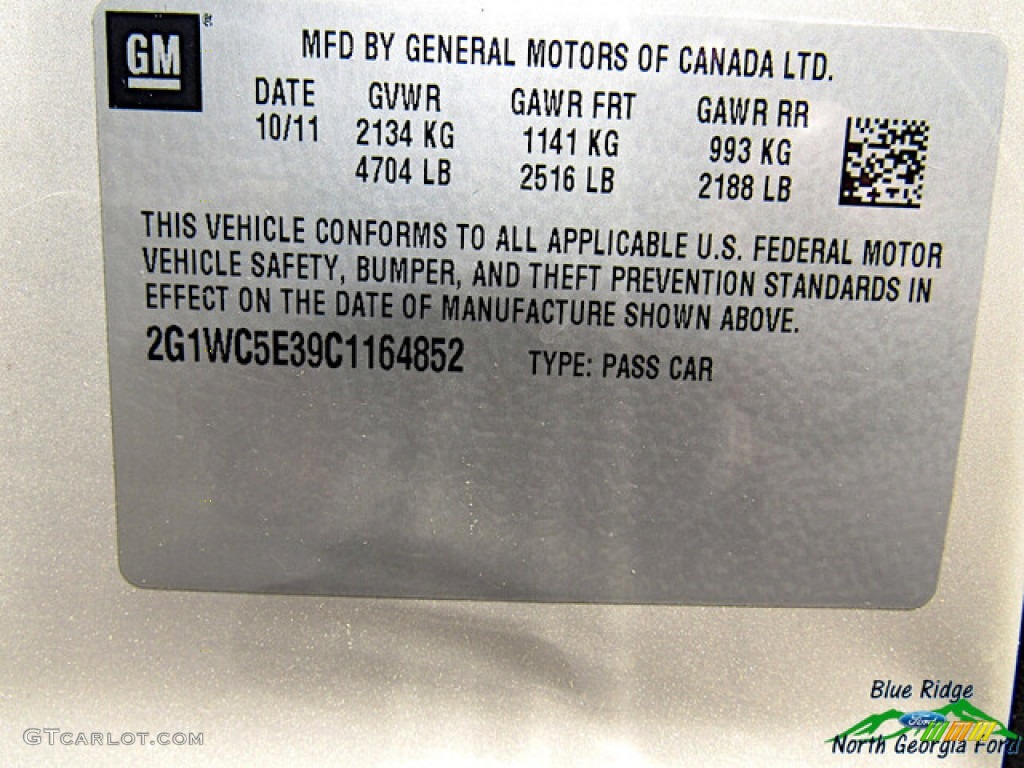 GM ®
MFD BY GENERAL MOTORS OF CANADA LTD.
DATE GVWR GAWR FRT GAWR RR
10/11 2134 KG 1141 KG 993 KG
4704 LB 2516 LB 2188 LB
THIS VEHICLE CONFORMS TO ALL APPLICABLE U.S. FEDERAL MOTOR
VEHICLE SAFETY, BUMPER, AND THEFT PREVENTION STANDARDS IN
EFFECT ON THE DATE OF MANUFACTURE SHOWN ABOVE.
2G1WC5E39C1164852 TYPE: PASS CAR
Blue Ridge
Ford
North Georgia Ford
GTCARLOT.COM